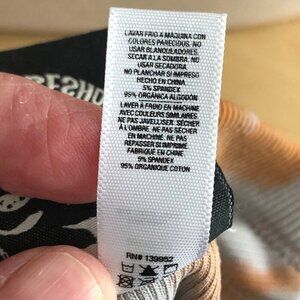 LAVAR FRIO A MAQUINA CON
COLORES PARECIDOS. NO
USAR BLANQUEADORES
SECAR A LA SOMBRA. NO
USAR SECADORA.
NO PLANCHAR SI IMPRESO
HECHO EN CHINA
5% SPANDEX
95% ORGANICA ALGODÓN
LAVER À FROID EN MACHINE
AVEC COULEURS SIMILAIRES
NE PAS JAVELLISER. SÉCHER
À L'OMBRE. NE PAS
EN MACHINE. NE PAS
REPASSER SI IMPRIMÉ
FABRIQUÉ EN CHINE
5% SPANDEX
95% ORGANIQUE COTON
RN# 139952